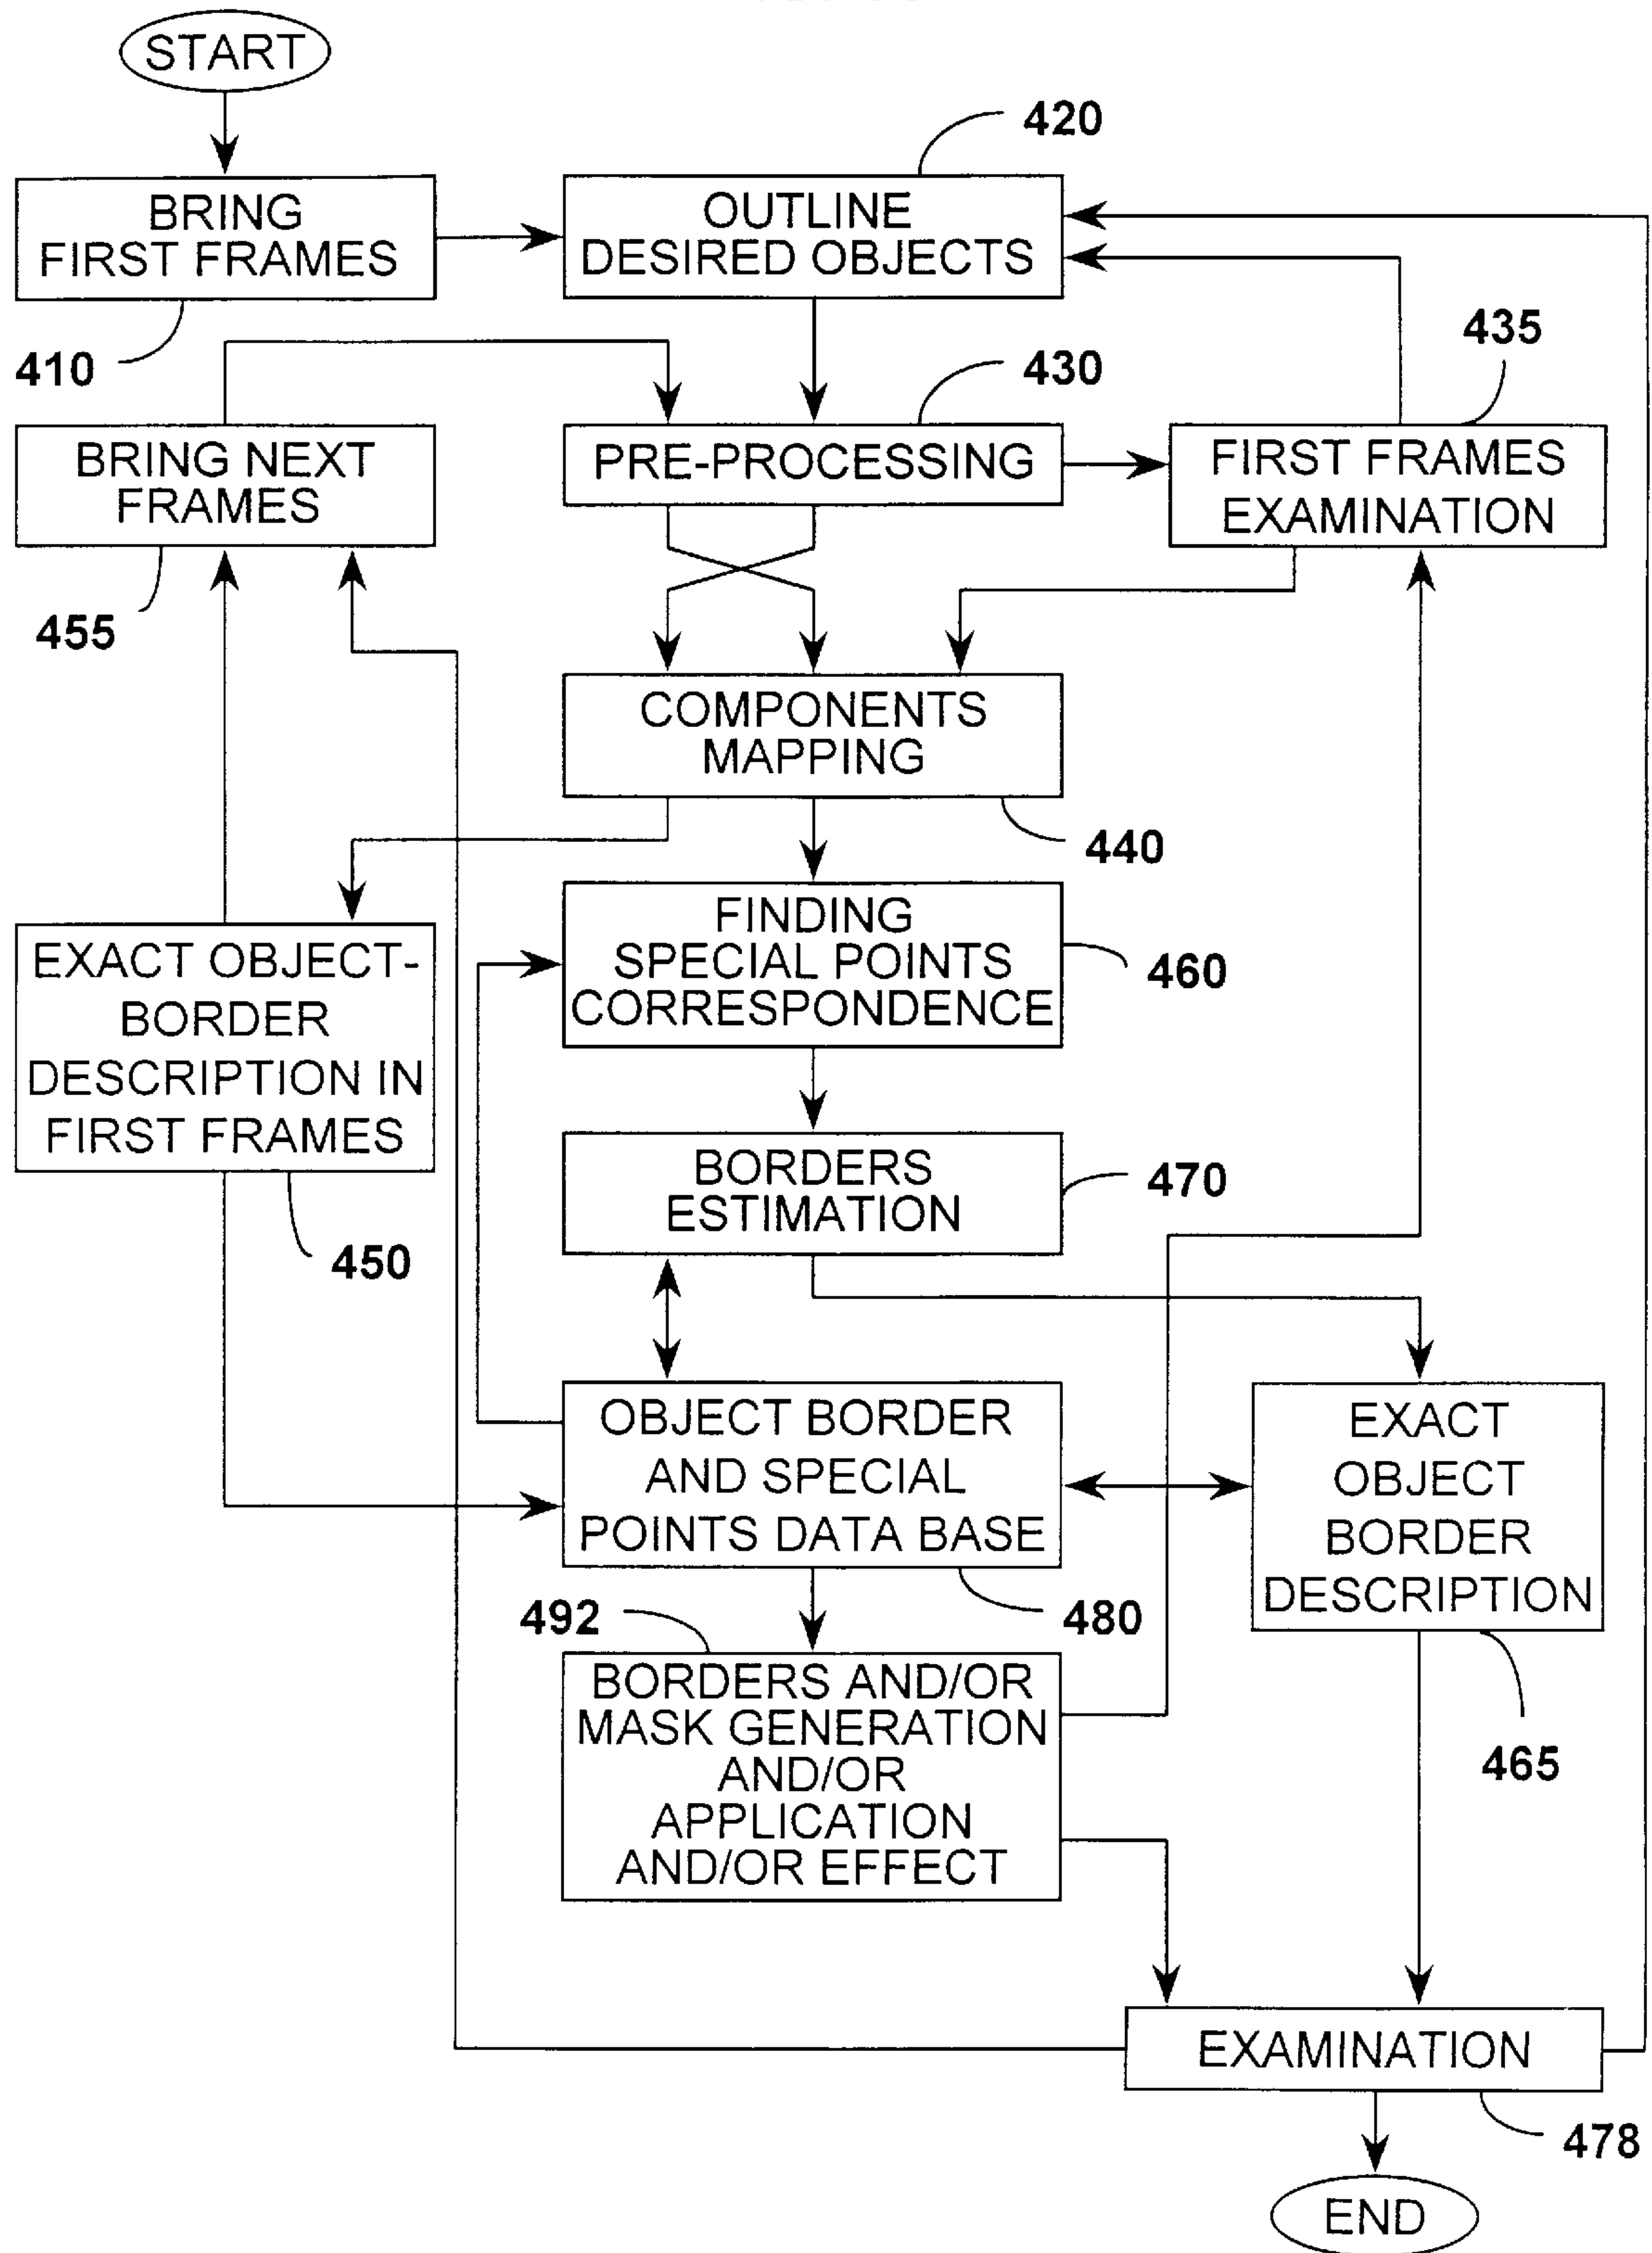 START
420
BRING
FIRST FRAMES
OUTLINE
DESIRED OBJECTS
410
430
435
BRING NEXT
FRAMES
PRE-PROCESSING
FIRST FRAMES
EXAMINATION
455
COMPONENTS
MAPPING
440
FINDING
SPECIAL POINTS
CORRESPONDENCE
460
EXACT OBJECT-
BORDER
DESCRIPTION IN
FIRST FRAMES
450
BORDERS
ESTIMATION
470
OBJECT BORDER
AND SPECIAL
POINTS DATA BASE
480
EXACT
OBJECT
BORDER
DESCRIPTION
465
492
BORDERS AND/OR
MASK GENERATION
AND/OR
APPLICATION
AND/OR EFFECT
EXAMINATION
478
END